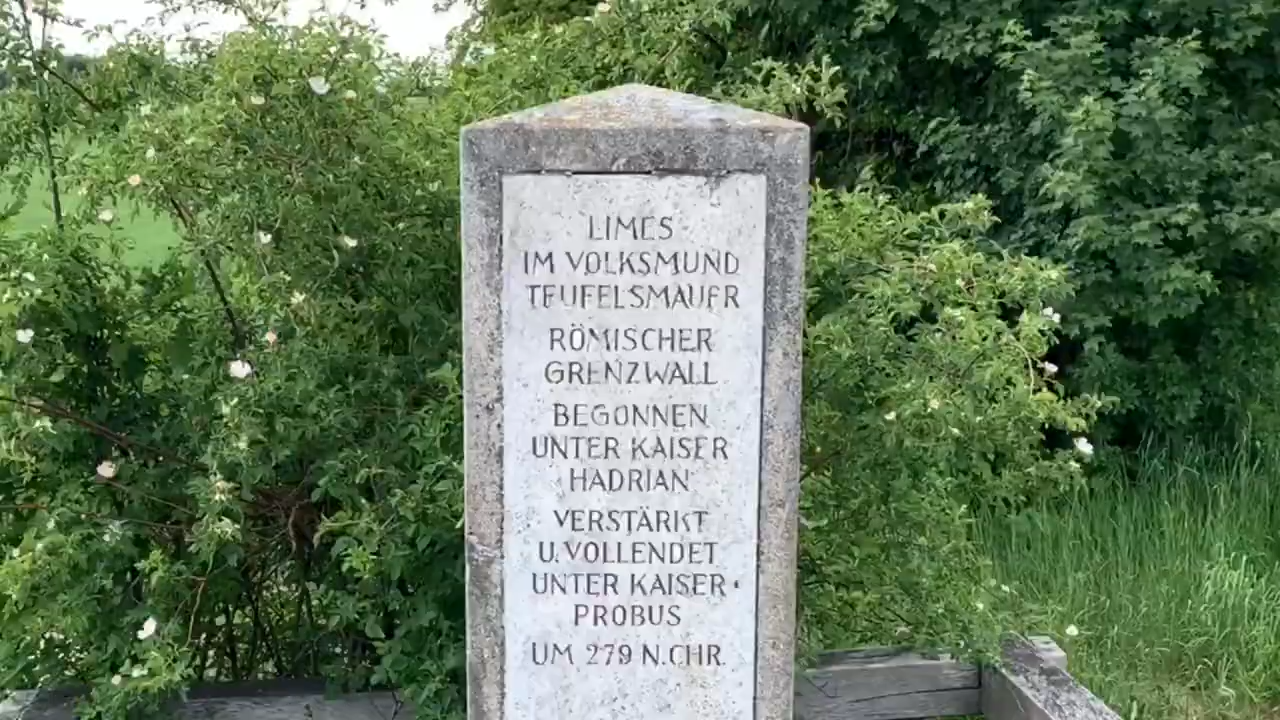 LIMES
IM VOLKSMUND
TEUFELSMAUER
RÖMISCHER
GRENZWALL
BEGONNEN
UNTER KAISER
HADRIAN
VERSTÄRKT
U. VOLLENDET
UNTER KAISER
PROBUS
UM 279 N.CHR.